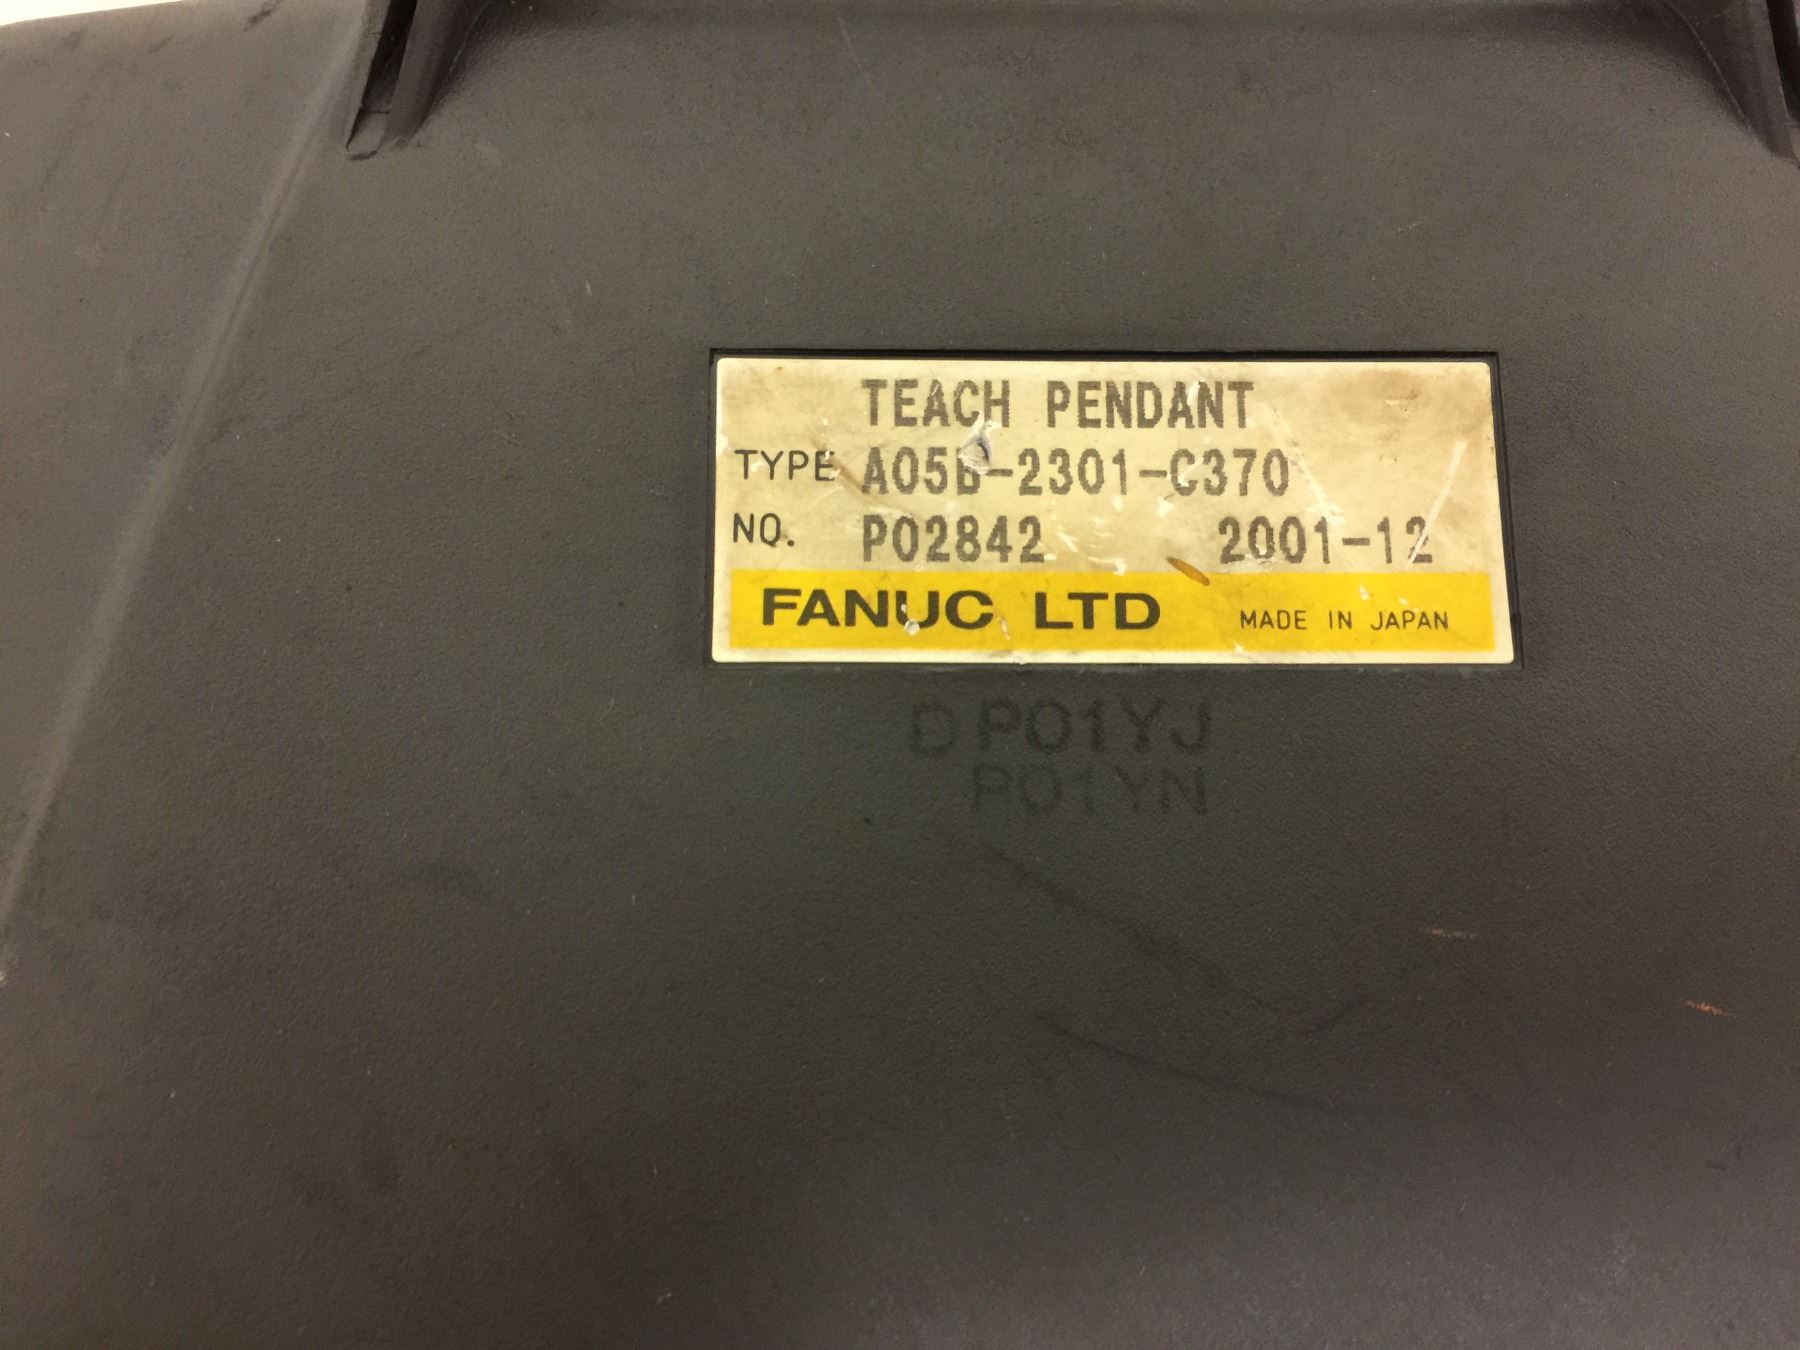 TEACH PENDANT
TYPE A05B-2301-C370
NO. P02842 2001-12
FANUC LTD MADE IN JAPAN
DP01YJ
P01YN